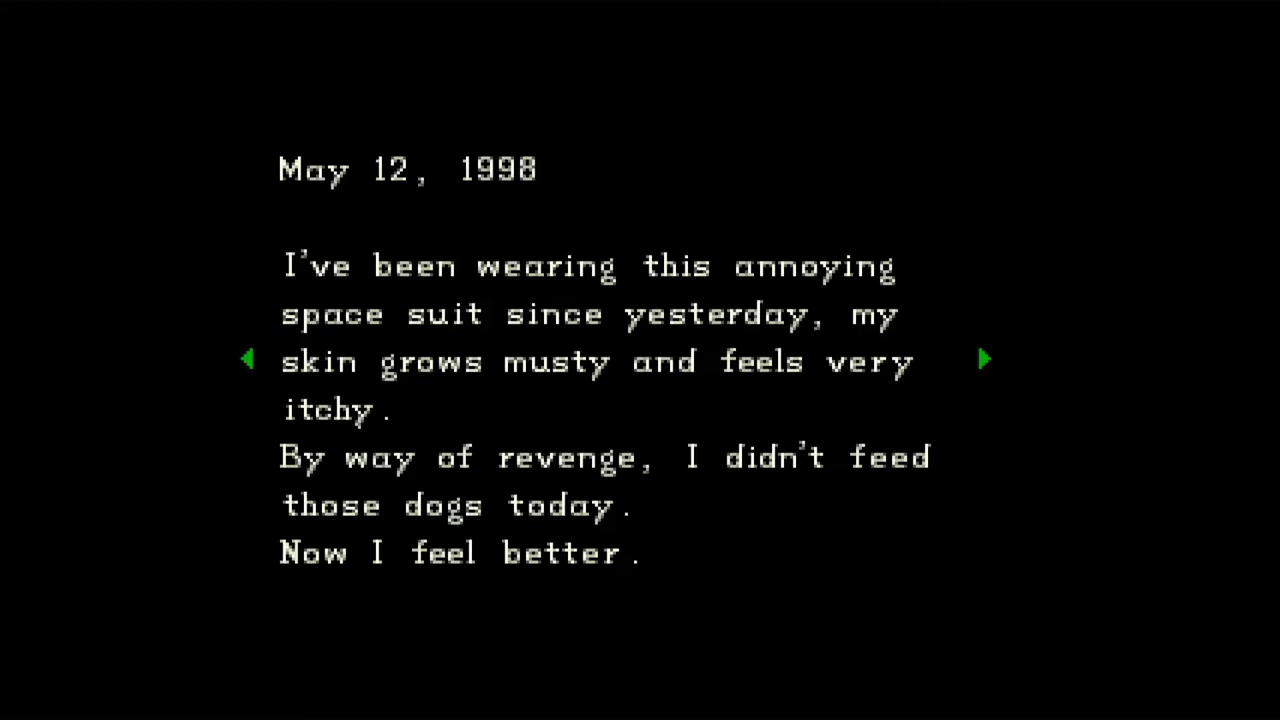 May 12, 1998
I've been wearing this annoying
space suit since yesterday, my
skin grows musty and feels very
itchy.
By way of revenge, I didn't feed
those dogs today.
Now I feel better.